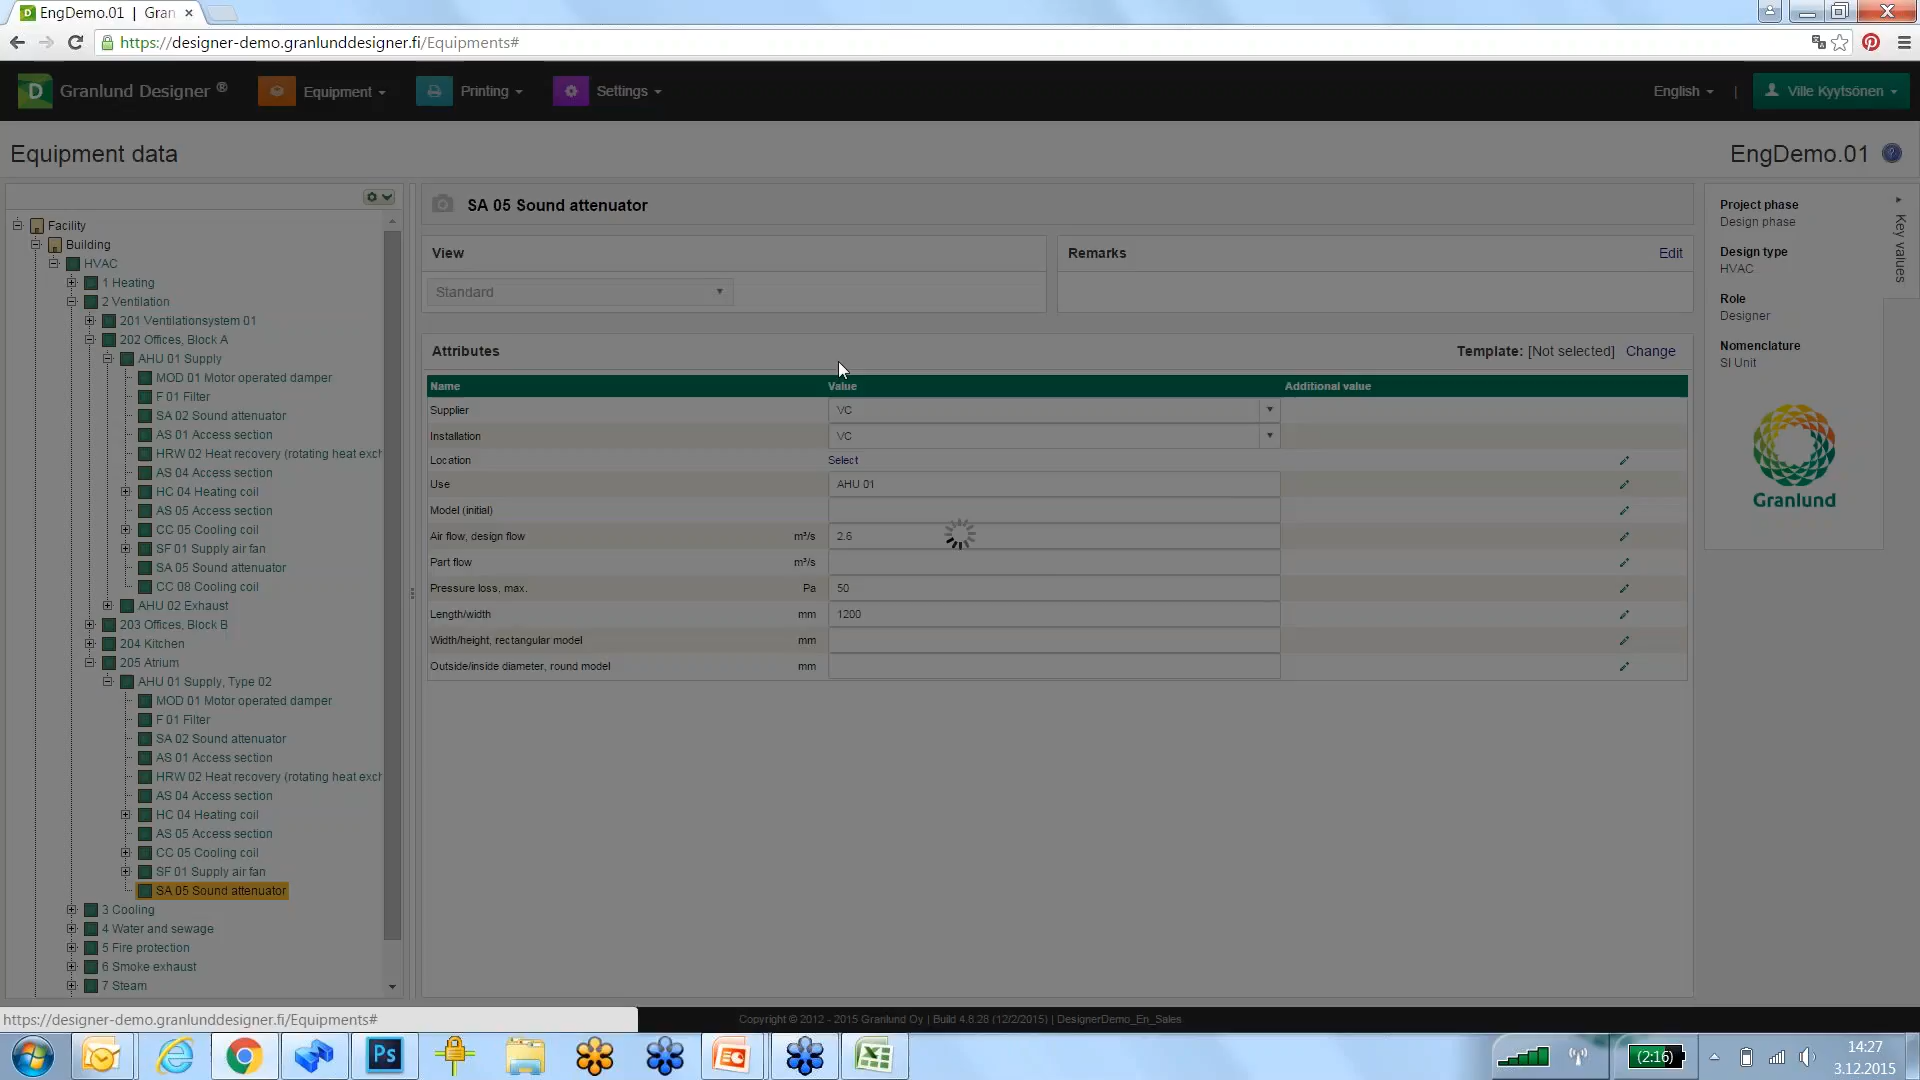 EngDemo.01 | Gran
https://designer-demo.granlunddesigner.fi/Equipments#
D Granlund Designer ®
Equipment
Printing
Settings
English
|
Ville Kyytsönen
Equipment data
EngDemo.01
Facility
Building
HVAC
1 Heating
2 Ventilation
201 Ventilationsystem 01
202 Offices, Block A
AHU 01 Supply
MOD 01 Motor operated damper
F 01 Filter
SA 02 Sound attenuator
AS 01 Access section
HRW 02 Heat recovery (rotating heat exch
AS 04 Access section
HC 04 Heating coil
AS 05 Access section
CC 05 Cooling coil
SF 01 Supply air fan
SA 05 Sound attenuator
CC 08 Cooling coil
AHU 02 Exhaust
203 Offices, Block B
204 Kitchen
205 Atrium
AHU 01 Supply, Type 02
MOD 01 Motor operated damper
F 01 Filter
SA 02 Sound attenuator
AS 01 Access section
HRW 02 Heat recovery (rotating heat exch
AS 04 Access section
HC 04 Heating coil
AS 05 Access section
CC 05 Cooling coil
SF 01 Supply air fan
SA 05 Sound attenuator
3 Cooling
4 Water and sewage
5 Fire protection
6 Smoke exhaust
7 Steam
SA 05 Sound attenuator
View
Standard
Remarks
Edit
Attributes
Template: [Not selected] Change
Name Value Additional value
Supplier VC
Installation VC
Location Select
Use AHU 01
Model (initial)
Air flow, design flow m³/s 2.6
Part flow m³/s
Pressure loss, max. Pa 50
Length/width mm 1200
Width/height, rectangular model mm
Outside/inside diameter, round model mm
Project phase
Design phase
Design type
HVAC
Role
Designer
Nomenclature
SI Unit
Key values
Granlund
https://designer-demo.granlunddesigner.fi/Equipments#
Copyright © 2012 - 2015 Granlund Oy | Build 4.8.28 (12/2/2015) | DesignerDemo_En_Sales
Ps
(2:16)
14:27
3.12.2015